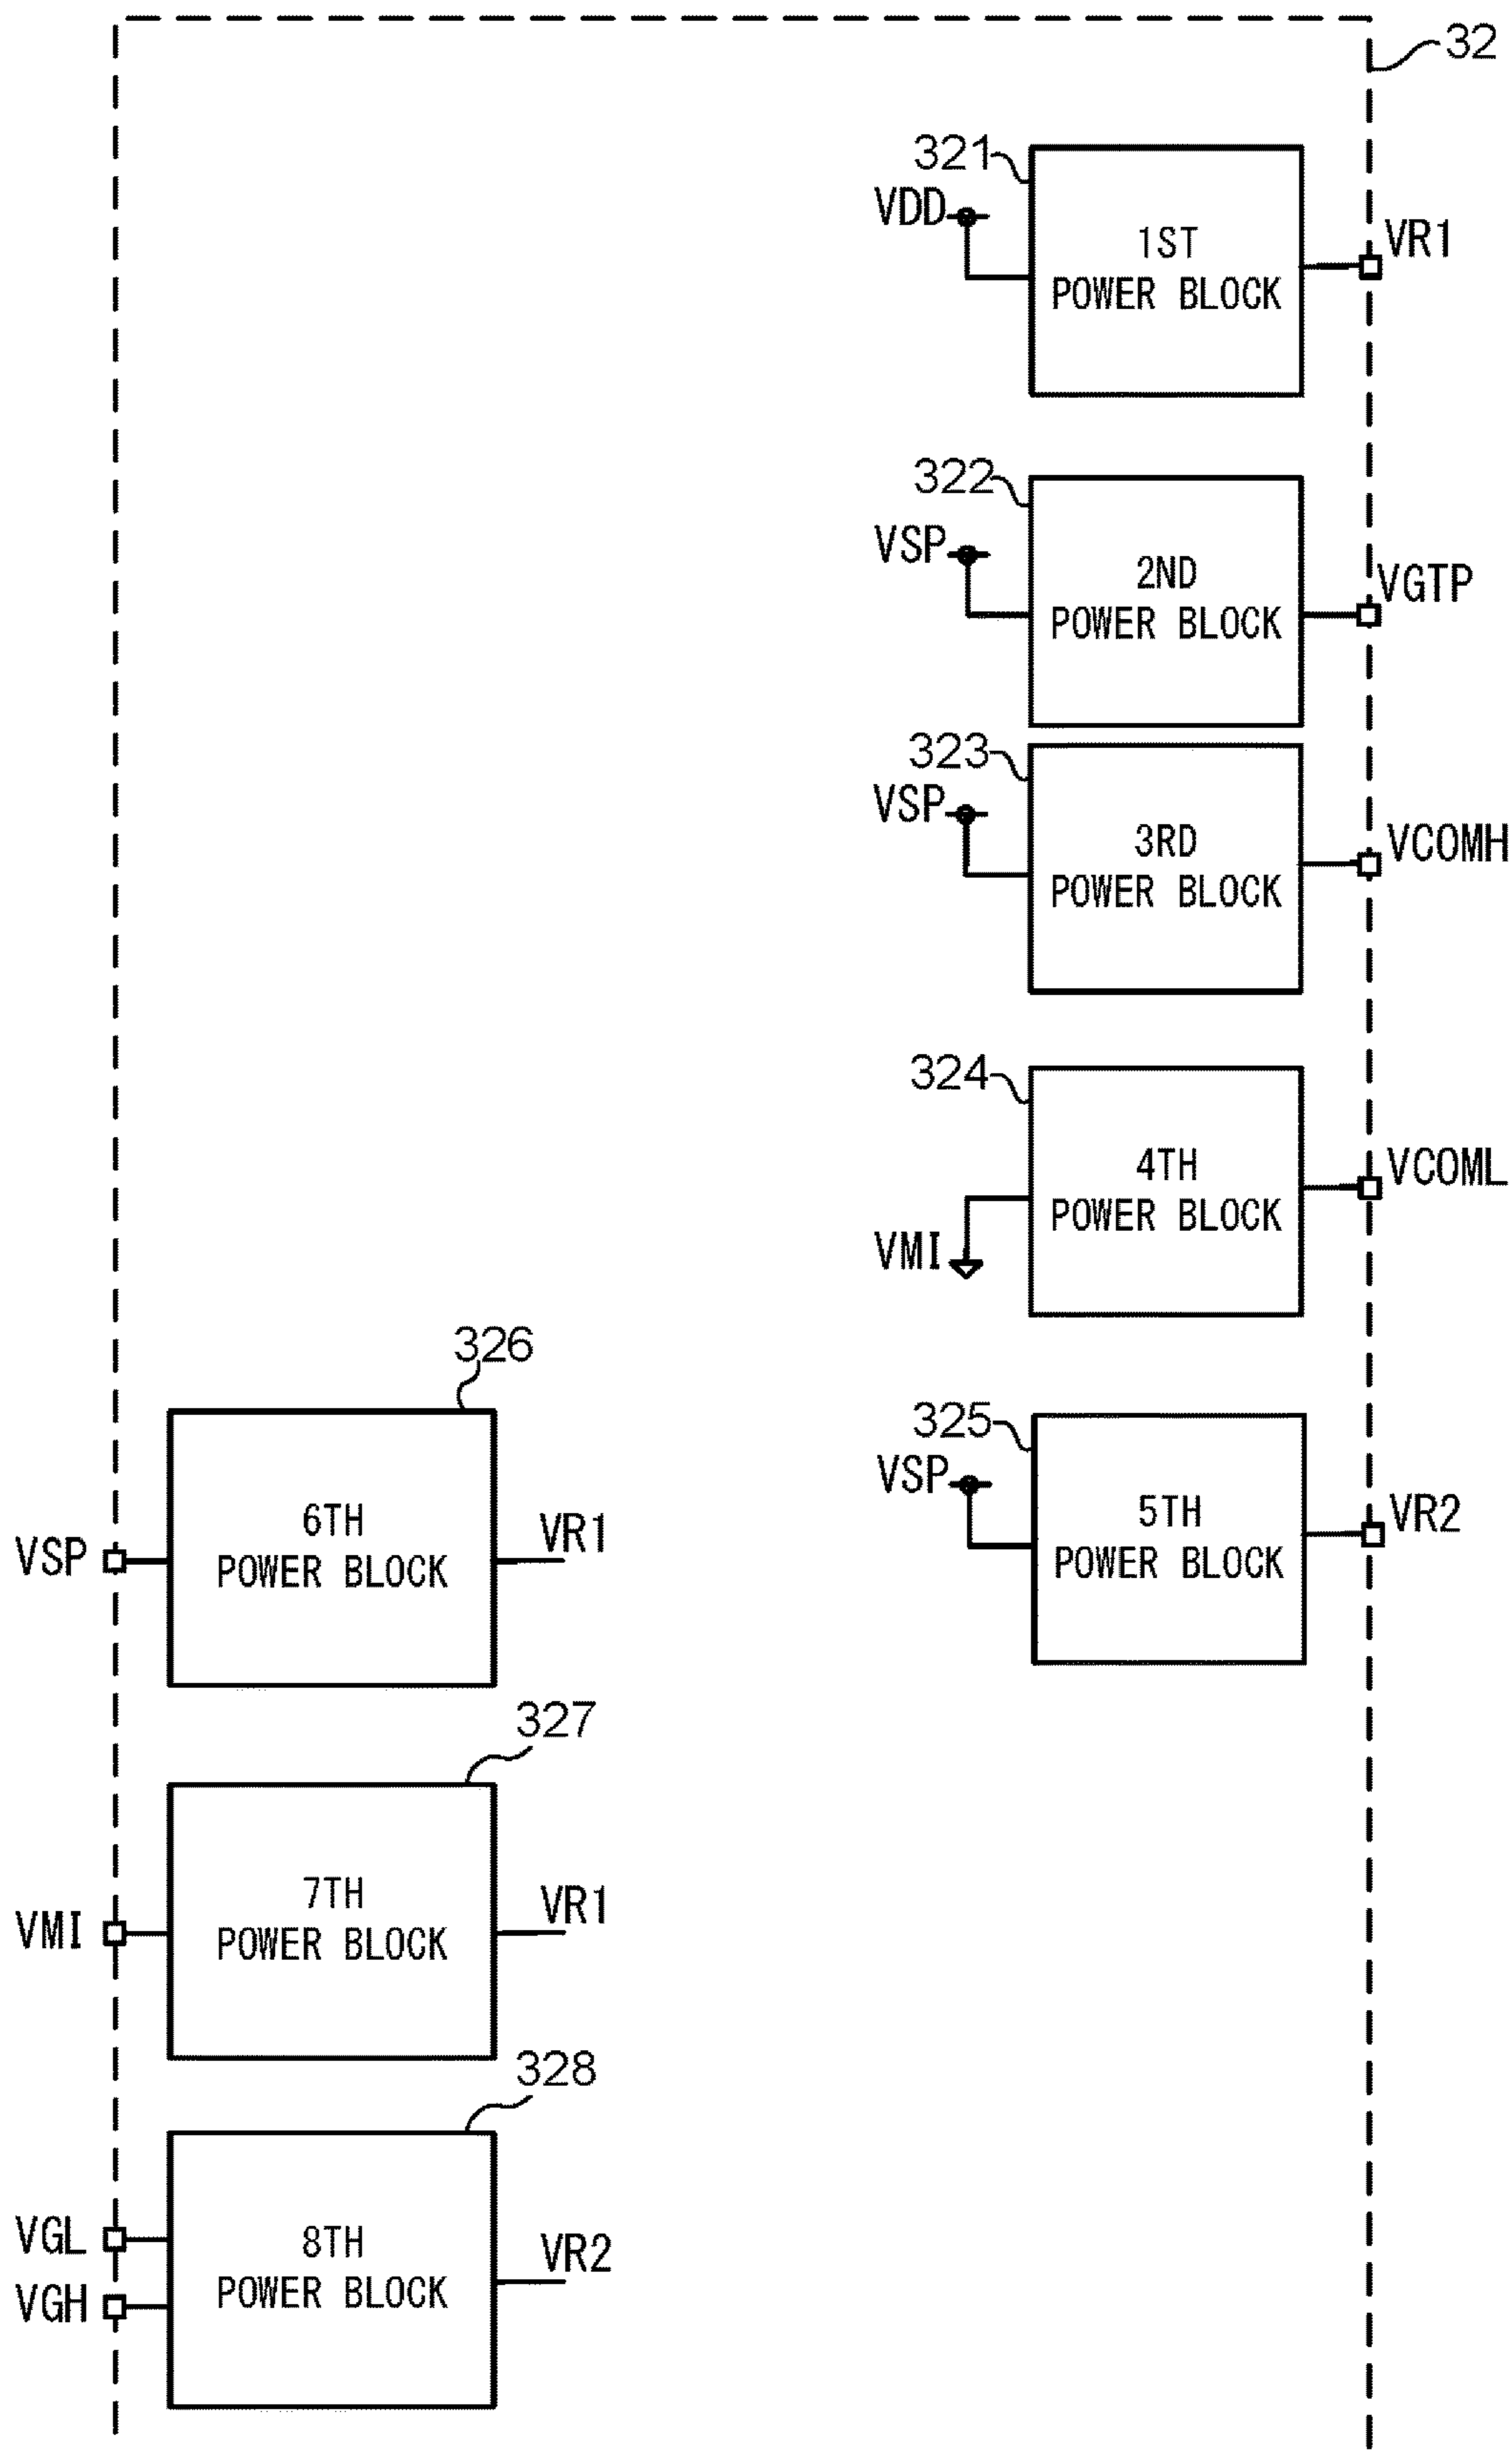 32
321
VDD
1ST
POWER BLOCK
VR1
322
VSP
2ND
POWER BLOCK
VGTP
323
VSP
3RD
POWER BLOCK
VCOMH
324
4TH
POWER BLOCK
VCOML
VMI
326
6TH
POWER BLOCK
VSP
VR1
325
VSP
5TH
POWER BLOCK
VR2
327
7TH
POWER BLOCK
VMI
VR1
328
8TH
POWER BLOCK
VGL
VGH
VR2